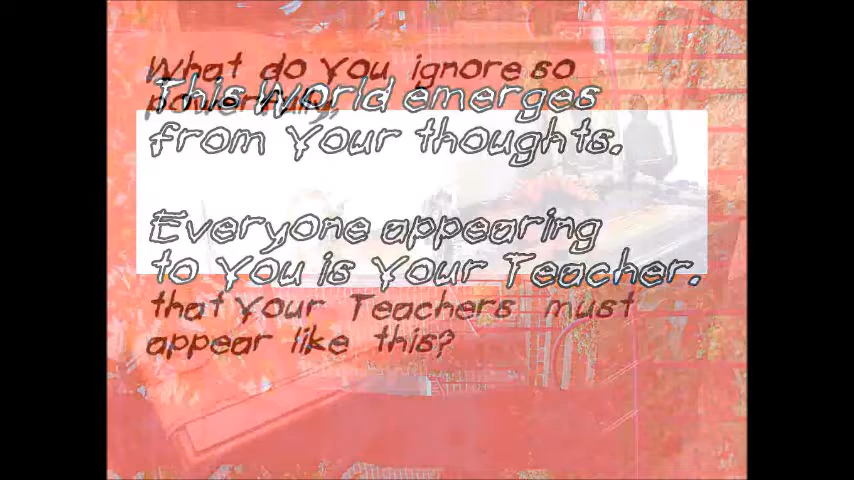 What do You ignore so
powerfully,
This World emerges
from Your thoughts.
Everyone appearing
to You is Your Teacher.
that Your Teachers must
appear like this?